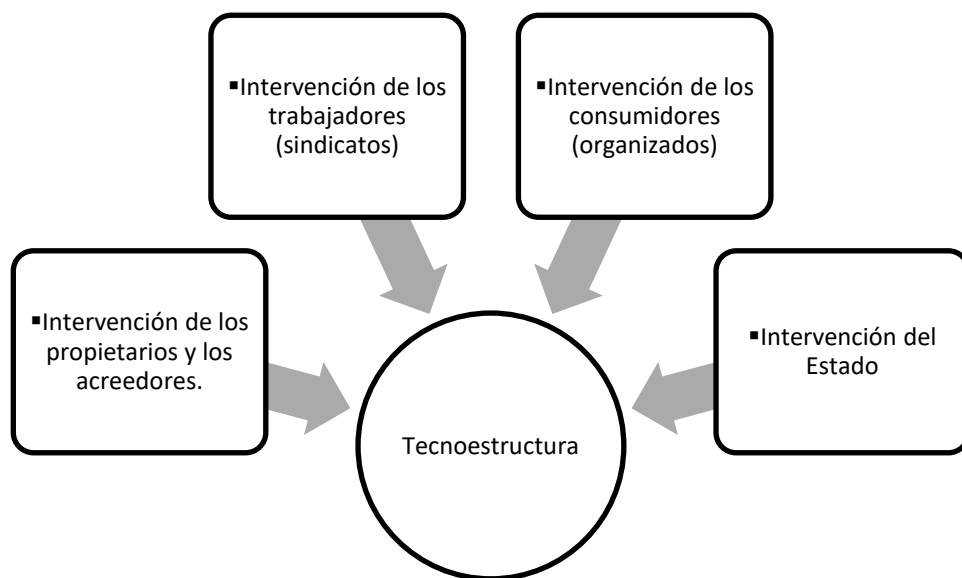 ▪Intervención de los
trabajadores
(sindicatos)
▪Intervención de los
consumidores
(organizados)
▪Intervención de los
propietarios y los
acreedores.
▪Intervención del
Estado
Tecnoestructura